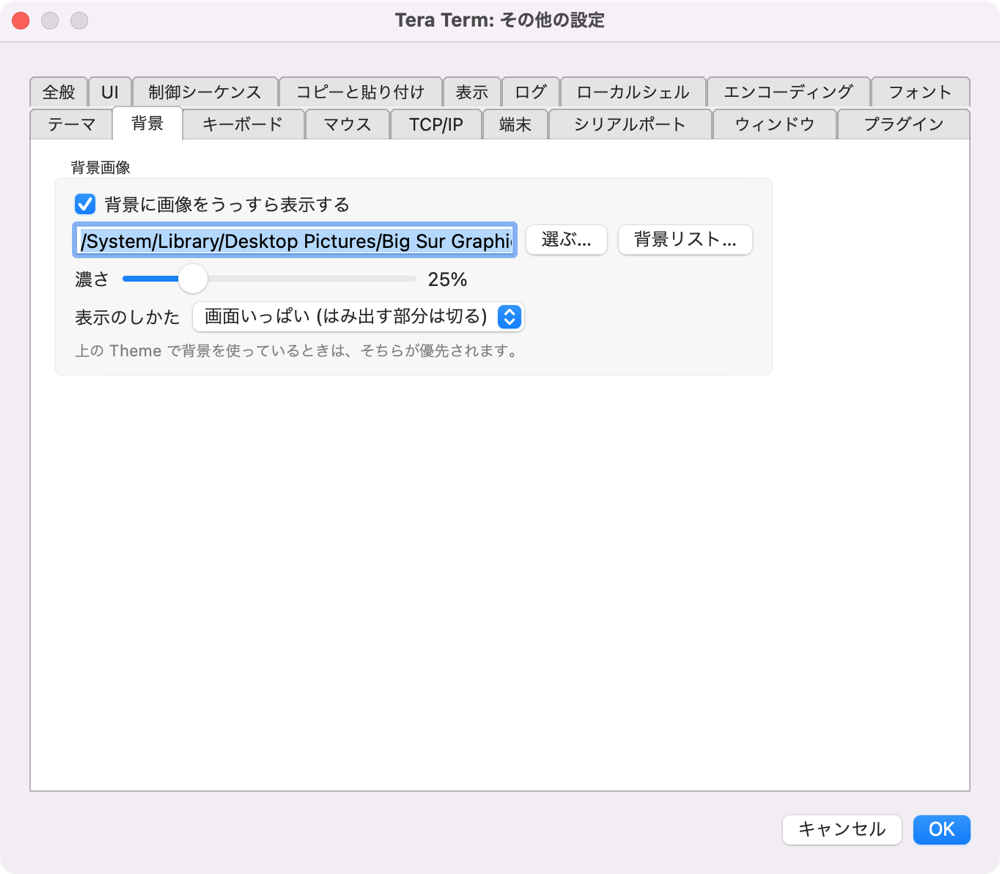 Tera Term: その他の設定
全般 UI 制御シーケンス コピーと貼り付け 表示 ログ ローカルシェル エンコーディング フォント
テーマ 背景 キーボード マウス TCP/IP 端末 シリアルポート ウィンドウ プラグイン
背景画像
背景に画像をうっすら表示する
/System/Library/Desktop Pictures/Big Sur Graphi 選ぶ... 背景リスト...
濃さ 25%
表示のしかた 画面いっぱい (はみ出す部分は切る)
上の Theme で背景を使っているときは、そちらが優先されます。
キャンセル OK